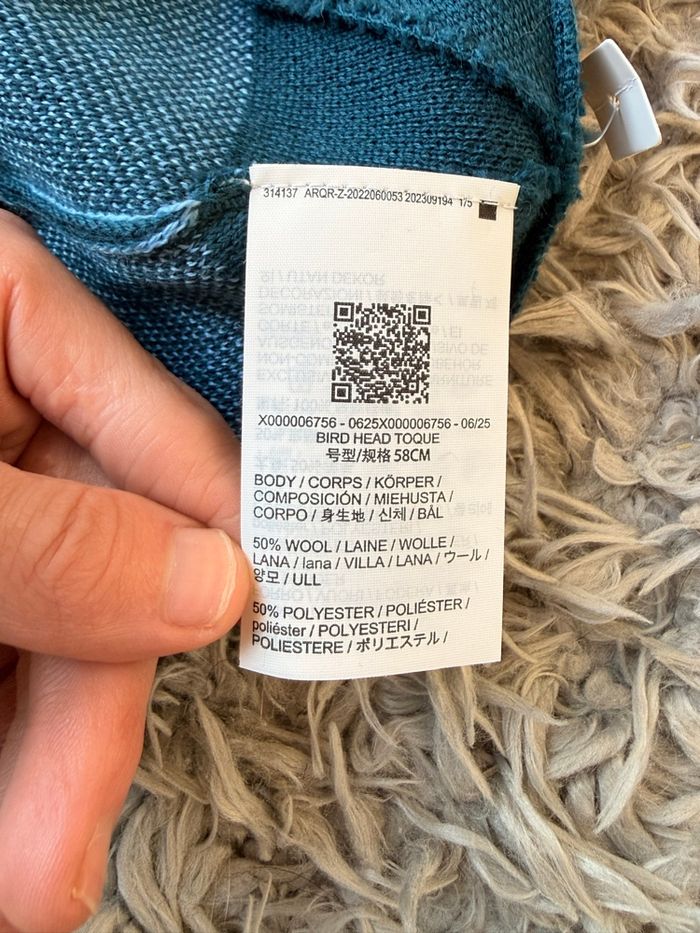 314137 ARQR-Z-2022060053 202309194 1/5
X000006756 - 0625X000006756 - 06/25
BIRD HEAD TOQUE
号型/规格 58CM
BODY / CORPS / KÖRPER /
COMPOSICIÓN / MIEHUSTA /
CORPO / 身生地 / 신체 / BÅL
50% WOOL / LAINE / WOLLE /
LANA / lana / VILLA / LANA / ウール /
양모 / ULL
50% POLYESTER / POLIÉSTER /
poliéster / POLYESTERI /
POLIESTERE / ポリエステル /